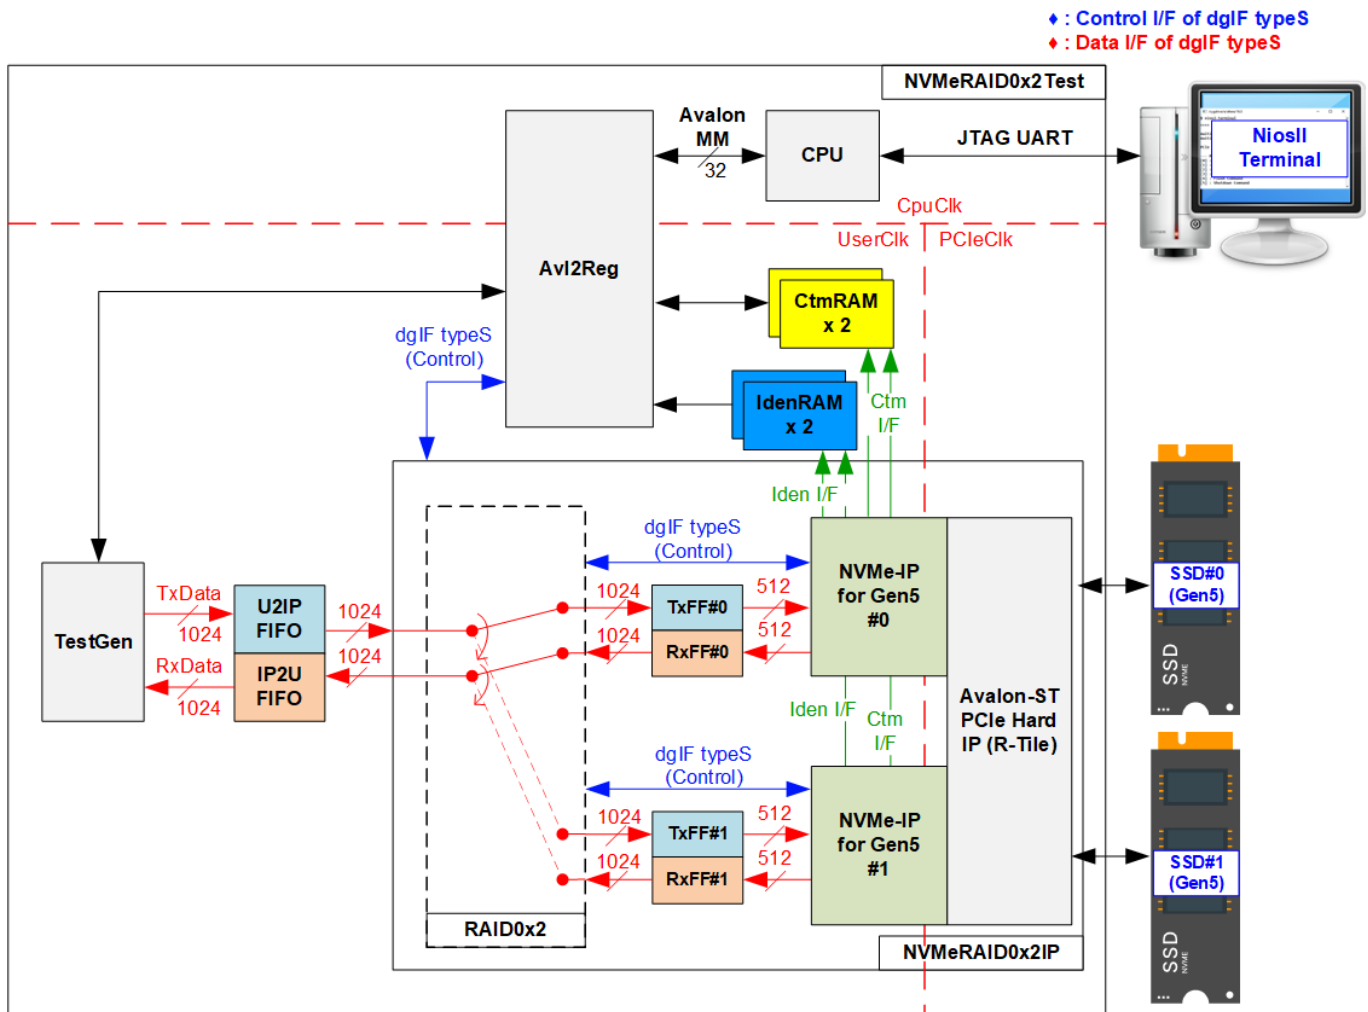 ♦ : Control I/F of dgIF typeS
♦ : Data I/F of dgIF typeS
NVMeRAID0x2Test
Avalon
MM
32
CPU
JTAG UART
NiosII
Terminal
CpuClk
UserClk
PCIeClk
Avl2Reg
CtmRAM
x 2
dgIF typeS
(Control)
IdenRAM
x 2
Ctm
I/F
Iden I/F
dgIF typeS
(Control)
NVMe-IP
for Gen5
#0
SSD#0
(Gen5)
SSD
NVME
TestGen
TxData
1024
RxData
1024
U2IP
FIFO
IP2U
FIFO
1024
1024
1024
TxFF#0
512
1024
RxFF#0
512
Iden I/F
Ctm
I/F
Avalon-ST
PCIe Hard
IP (R-Tile)
dgIF typeS
(Control)
1024
TxFF#1
512
1024
RxFF#1
512
NVMe-IP
for Gen5
#1
SSD#1
(Gen5)
SSD
NVME
RAID0x2
NVMeRAID0x2IP